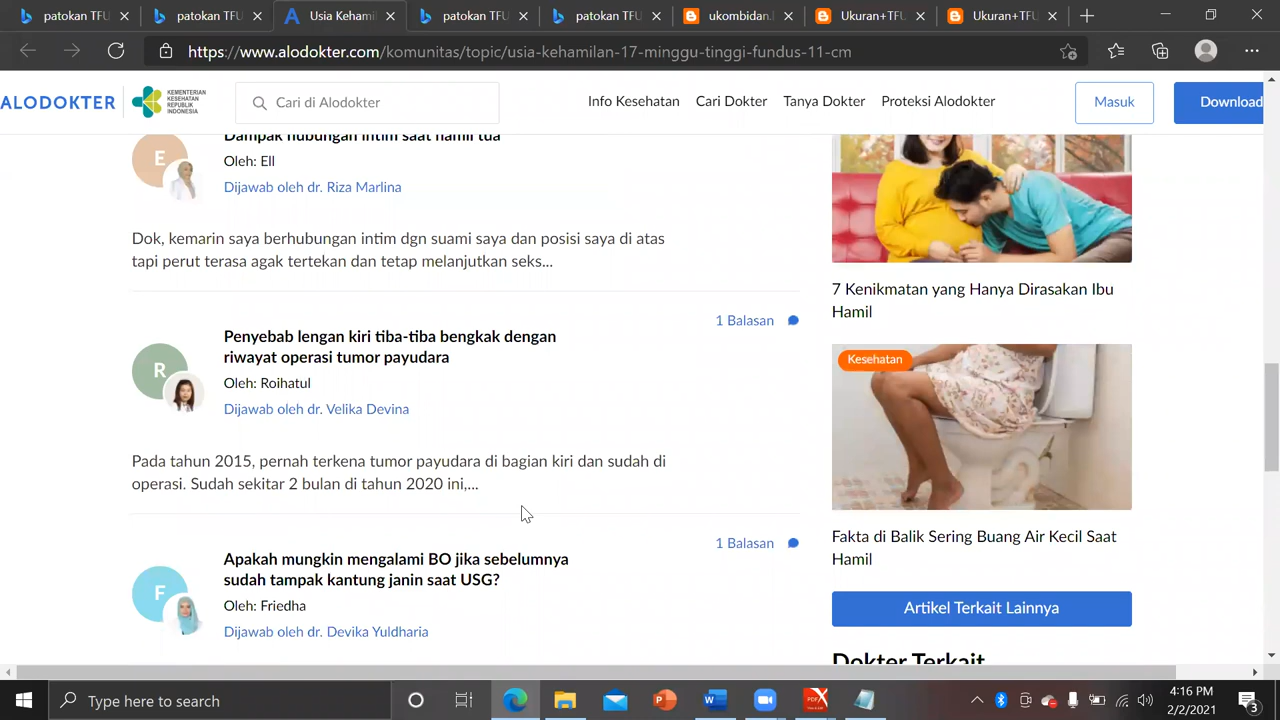 patokan TFU
patokan TFU
Usia Kehamil
patokan TFU
patokan TFU
ukombidan.b
Ukuran+TFU
Ukuran+TFU
https://www.alodokter.com/komunitas/topic/usia-kehamilan-17-minggu-tinggi-fundus-11-cm
ALODOKTER
KEMENTERIAN
KESEHATAN
REPUBLIK
INDONESIA
Cari di Alodokter
Info Kesehatan
Cari Dokter
Tanya Dokter
Proteksi Alodokter
Masuk
Download
E
Dampak hubungan intim saat hamil tua
Oleh: Ell
Dijawab oleh dr. Riza Marlina
Dok, kemarin saya berhubungan intim dgn suami saya dan posisi saya di atas
tapi perut terasa agak tertekan dan tetap melanjutkan seks...
1 Balasan
R
Penyebab lengan kiri tiba-tiba bengkak dengan
riwayat operasi tumor payudara
Oleh: Roihatul
Dijawab oleh dr. Velika Devina
Pada tahun 2015, pernah terkena tumor payudara di bagian kiri dan sudah di
operasi. Sudah sekitar 2 bulan di tahun 2020 ini,...
1 Balasan
F
Apakah mungkin mengalami BO jika sebelumnya
sudah tampak kantung janin saat USG?
Oleh: Friedha
Dijawab oleh dr. Devika Yuldharia
7 Kenikmatan yang Hanya Dirasakan Ibu
Hamil
Kesehatan
Fakta di Balik Sering Buang Air Kecil Saat
Hamil
Artikel Terkait Lainnya
Dokter Terkait
Type here to search
4:16 PM
2/2/2021
3